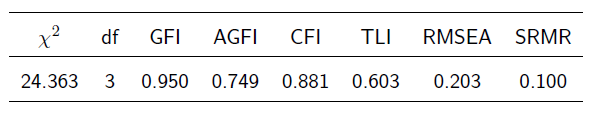 χ² df GFI AGFI CFI TLI RMSEA SRMR
24.363 3 0.950 0.749 0.881 0.603 0.203 0.100